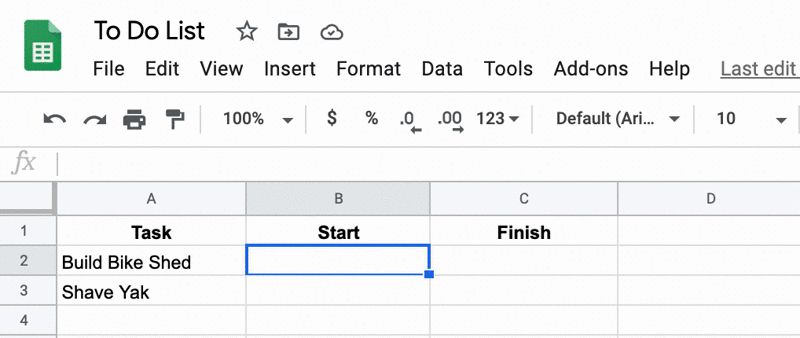 To Do List
File Edit View Insert Format Data Tools Add-ons Help Last edit
100% $ % .0 .00 123 Default (Ari... 10
fx
A B C D
1 Task Start Finish
2 Build Bike Shed
3 Shave Yak
4